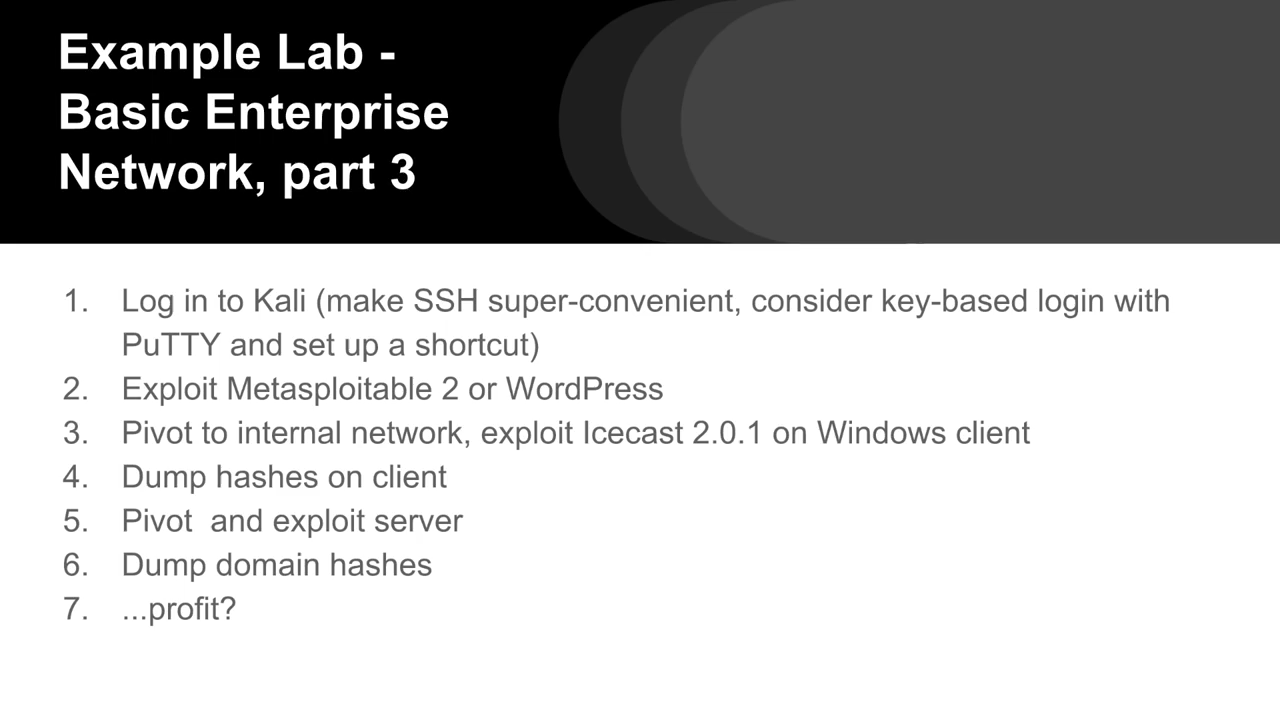 Example Lab -
Basic Enterprise
Network, part 3
1. Log in to Kali (make SSH super-convenient, consider key-based login with
PuTTY and set up a shortcut)
2. Exploit Metasploitable 2 or WordPress
3. Pivot to internal network, exploit Icecast 2.0.1 on Windows client
4. Dump hashes on client
5. Pivot  and exploit server
6. Dump domain hashes
7. ...profit?